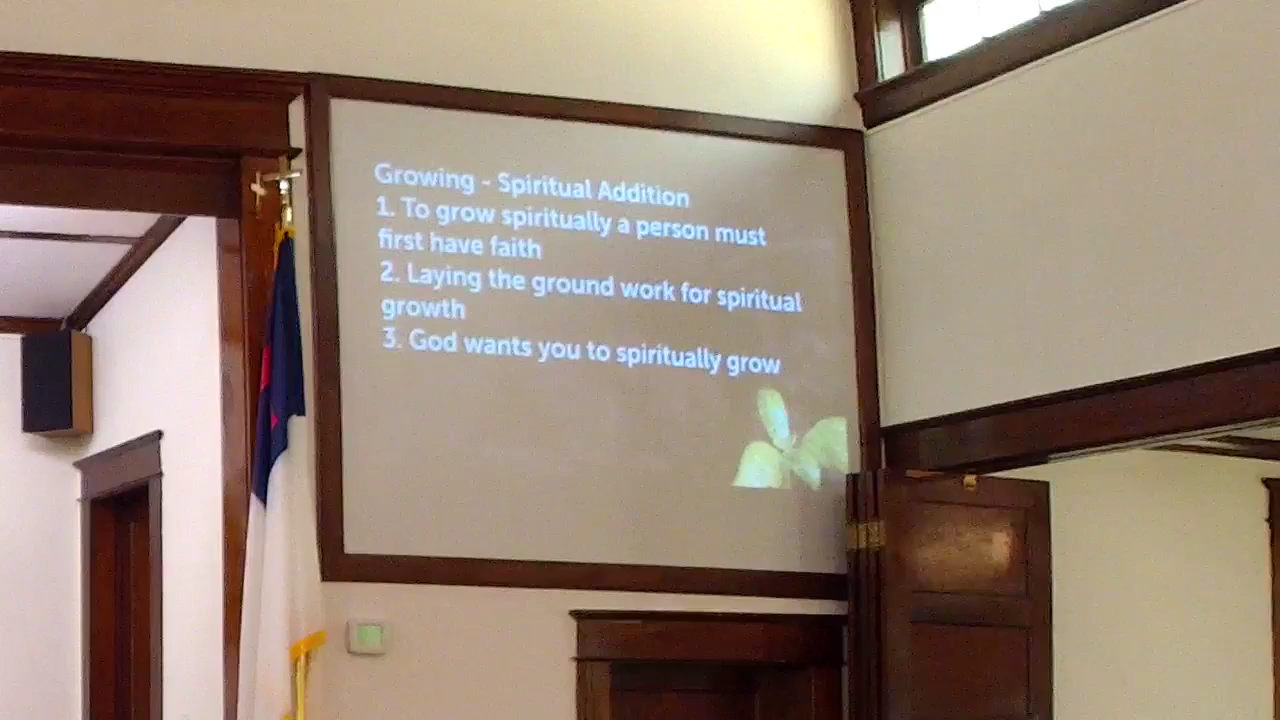 Growing - Spiritual Addition
1. To grow spiritually a person must
first have faith
2. Laying the ground work for spiritual
growth
3. God wants you to spiritually grow